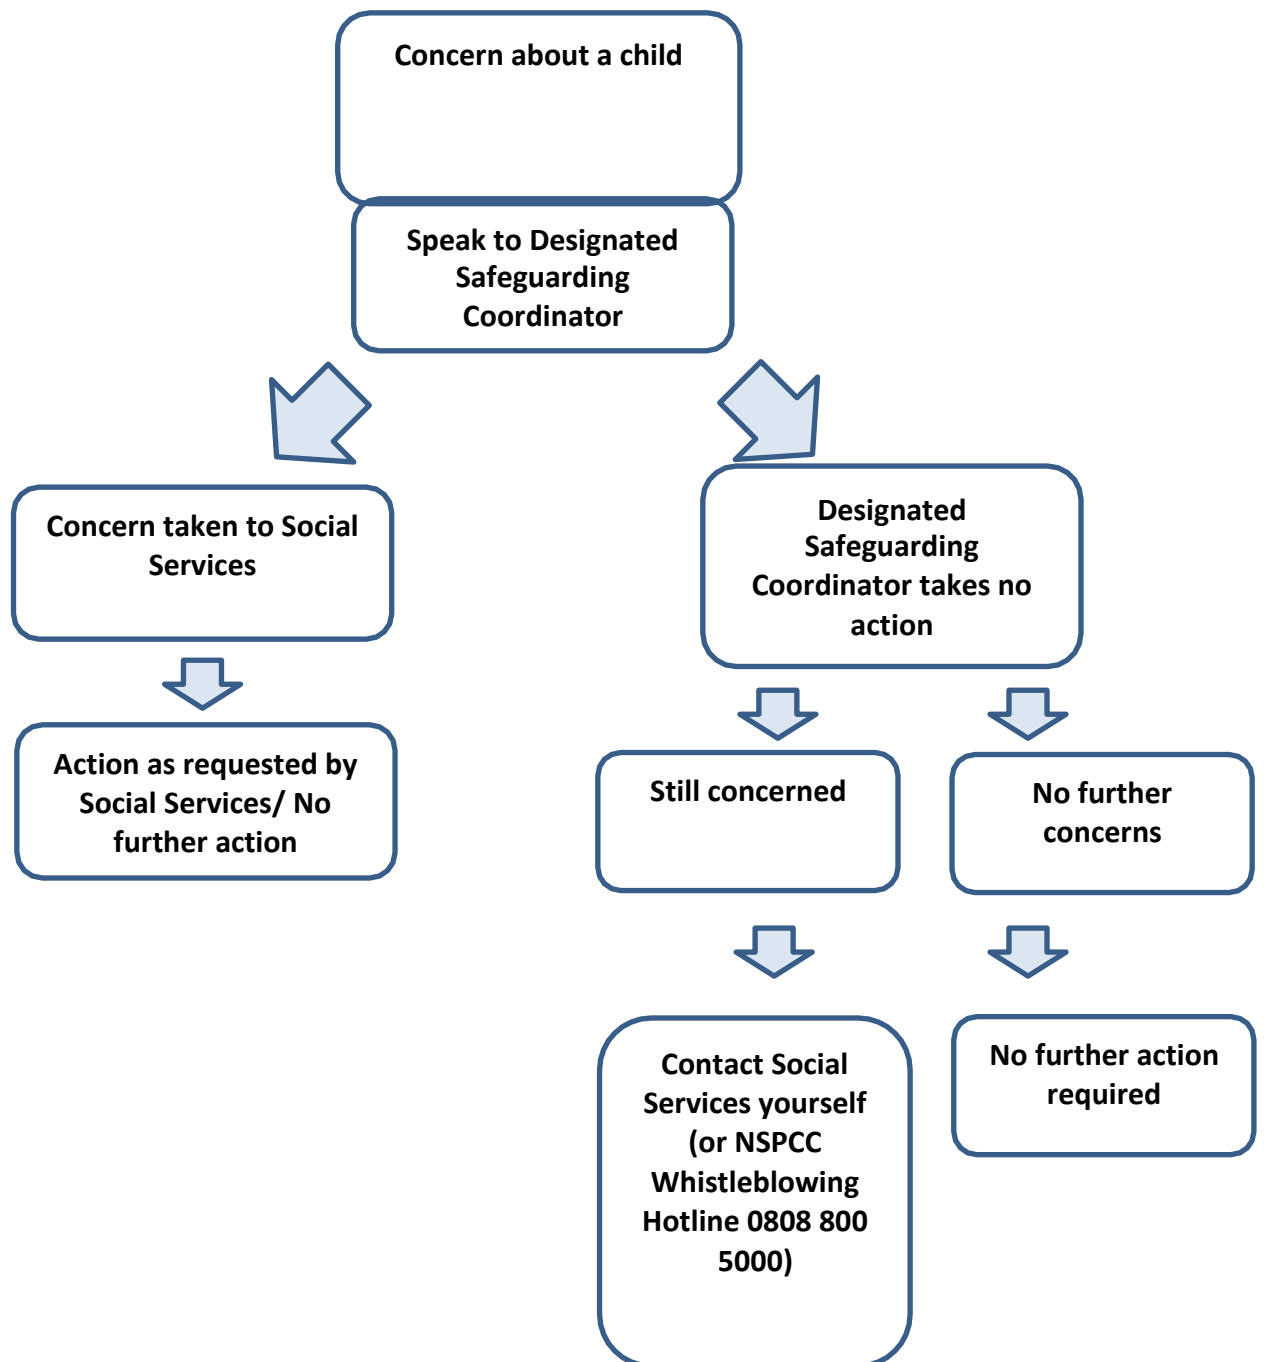 Concern about a child
Speak to Designated
Safeguarding
Coordinator
Concern taken to Social
Services
Action as requested by
Social Services/ No
further action
Designated
Safeguarding
Coordinator takes no
action
Still concerned
No further
concerns
Contact Social
Services yourself
(or NSPCC
Whistleblowing
Hotline 0808 800
5000)
No further action
required